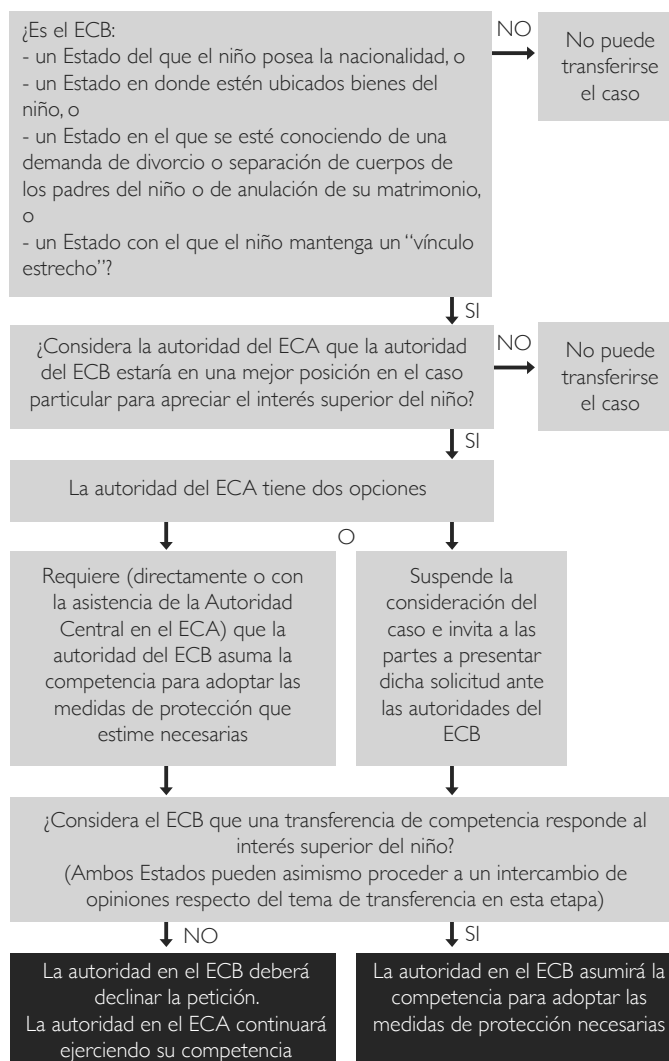 ¿Es el ECB:
- un Estado del que el niño posea la nacionalidad, o
- un Estado en donde estén ubicados bienes del
niño, o
- un Estado en el que se esté conociendo de una
demanda de divorcio o separación de cuerpos de
los padres del niño o de anulación de su matrimonio,
o
- un Estado con el que el niño mantenga un “vínculo
estrecho”?
NO
No puede
transferirse
el caso
SI
¿Considera la autoridad del ECA que la autoridad
del ECB estaría en una mejor posición en el caso
particular para apreciar el interés superior del niño?
NO
No puede
transferirse
el caso
SI
La autoridad del ECA tiene dos opciones
O
Requiere (directamente o con
la asistencia de la Autoridad
Central en el ECA) que la
autoridad del ECB asuma la
competencia para adoptar las
medidas de protección que
estime necesarias
Suspende la
consideración del
caso e invita a las
partes a presentar
dicha solicitud ante
las autoridades del
ECB
¿Considera el ECB que una transferencia de competencia responde al
interés superior del niño?
(Ambos Estados pueden asimismo proceder a un intercambio de
opiniones respecto del tema de transferencia en esta etapa)
NO
SI
La autoridad en el ECB deberá
declinar la petición.
La autoridad en el ECA continuará
ejerciendo su competencia
La autoridad en el ECB asumirá la
competencia para adoptar las
medidas de protección necesarias